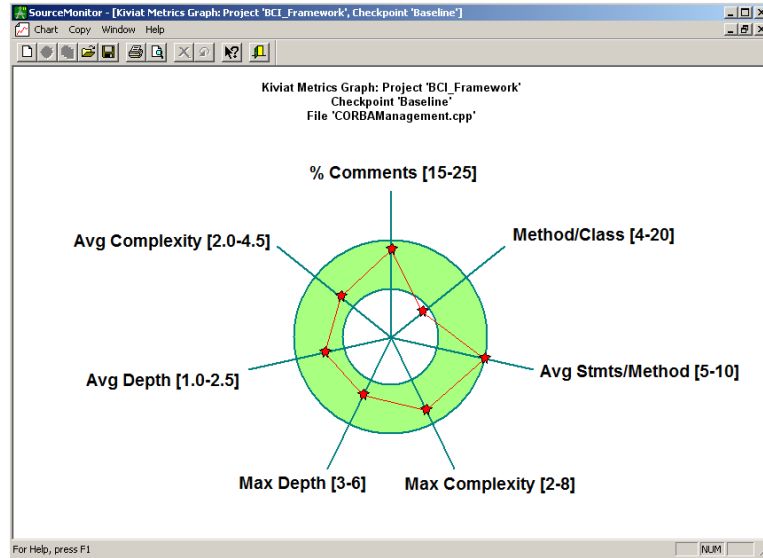 SourceMonitor - [Kiviat Metrics Graph: Project 'BCI_Framework', Checkpoint 'Baseline']
Chart Copy Window Help
Kiviat Metrics Graph: Project 'BCI_Framework'
Checkpoint 'Baseline'
File 'CORBAManagement.cpp'
% Comments [15-25]
Avg Complexity [2.0-4.5]
Method/Class [4-20]
Avg Depth [1.0-2.5]
Avg Stmts/Method [5-10]
Max Depth [3-6]
Max Complexity [2-8]
For Help, press F1
NUM